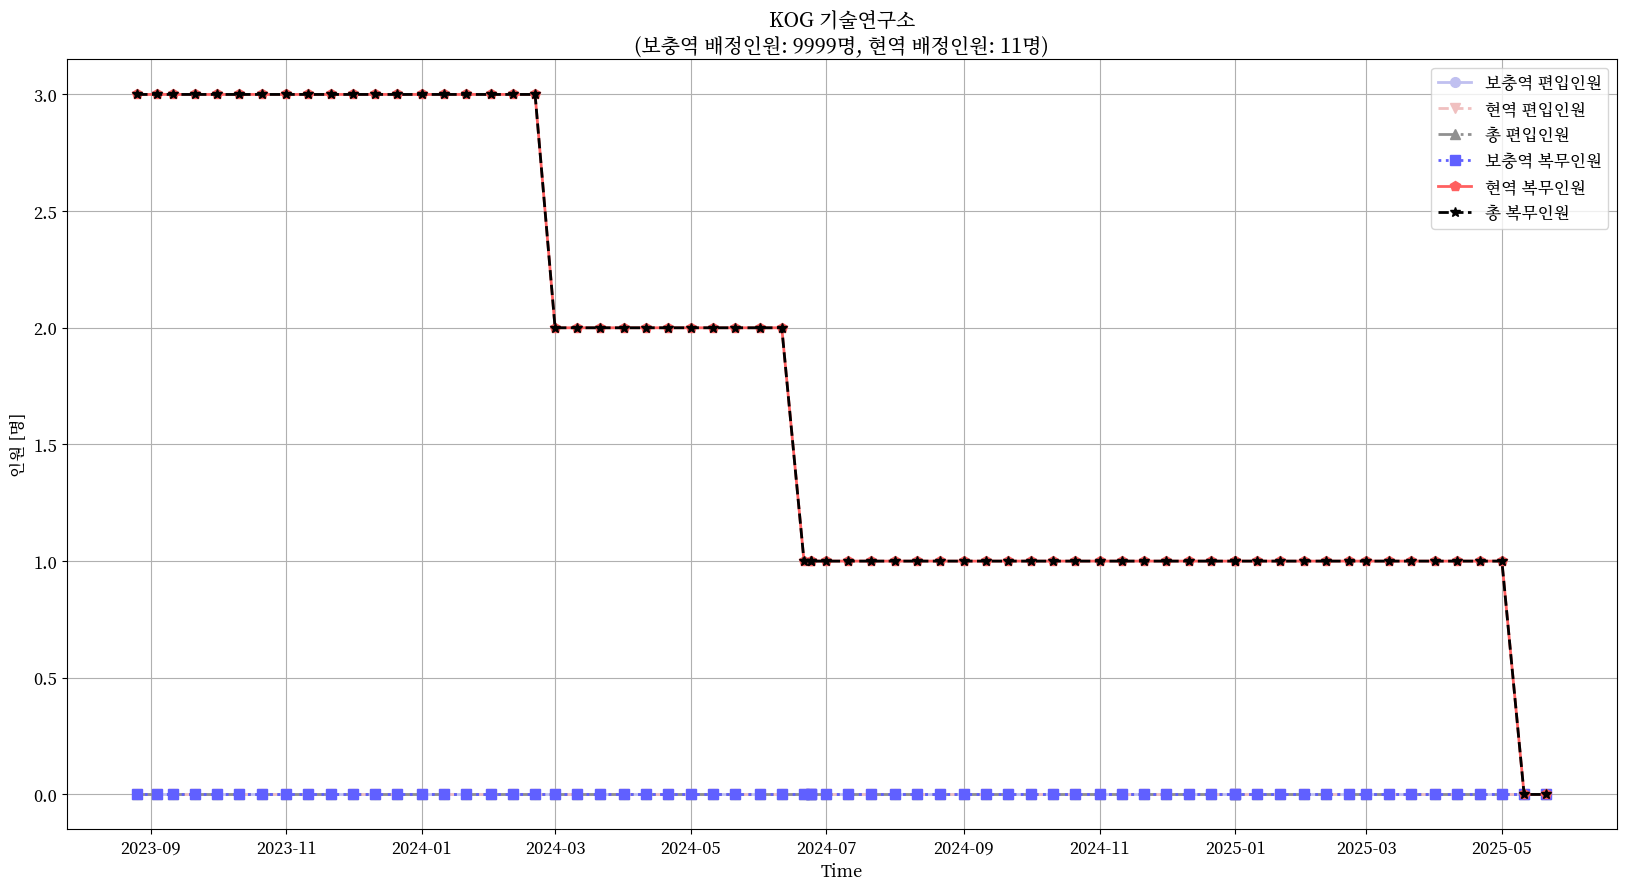 KOG 기술연구소
(보충역 배정인원: 9999명, 현역 배정인원: 11명)
보충역 편입인원
현역 편입인원
총 편입인원
보충역 복무인원
현역 복무인원
총 복무인원
3.0
2.5
2.0
1.5
1.0
0.5
0.0
인원 [명]
2023-09 2023-11 2024-01 2024-03 2024-05 2024-07 2024-09 2024-11 2025-01 2025-03 2025-05
Time